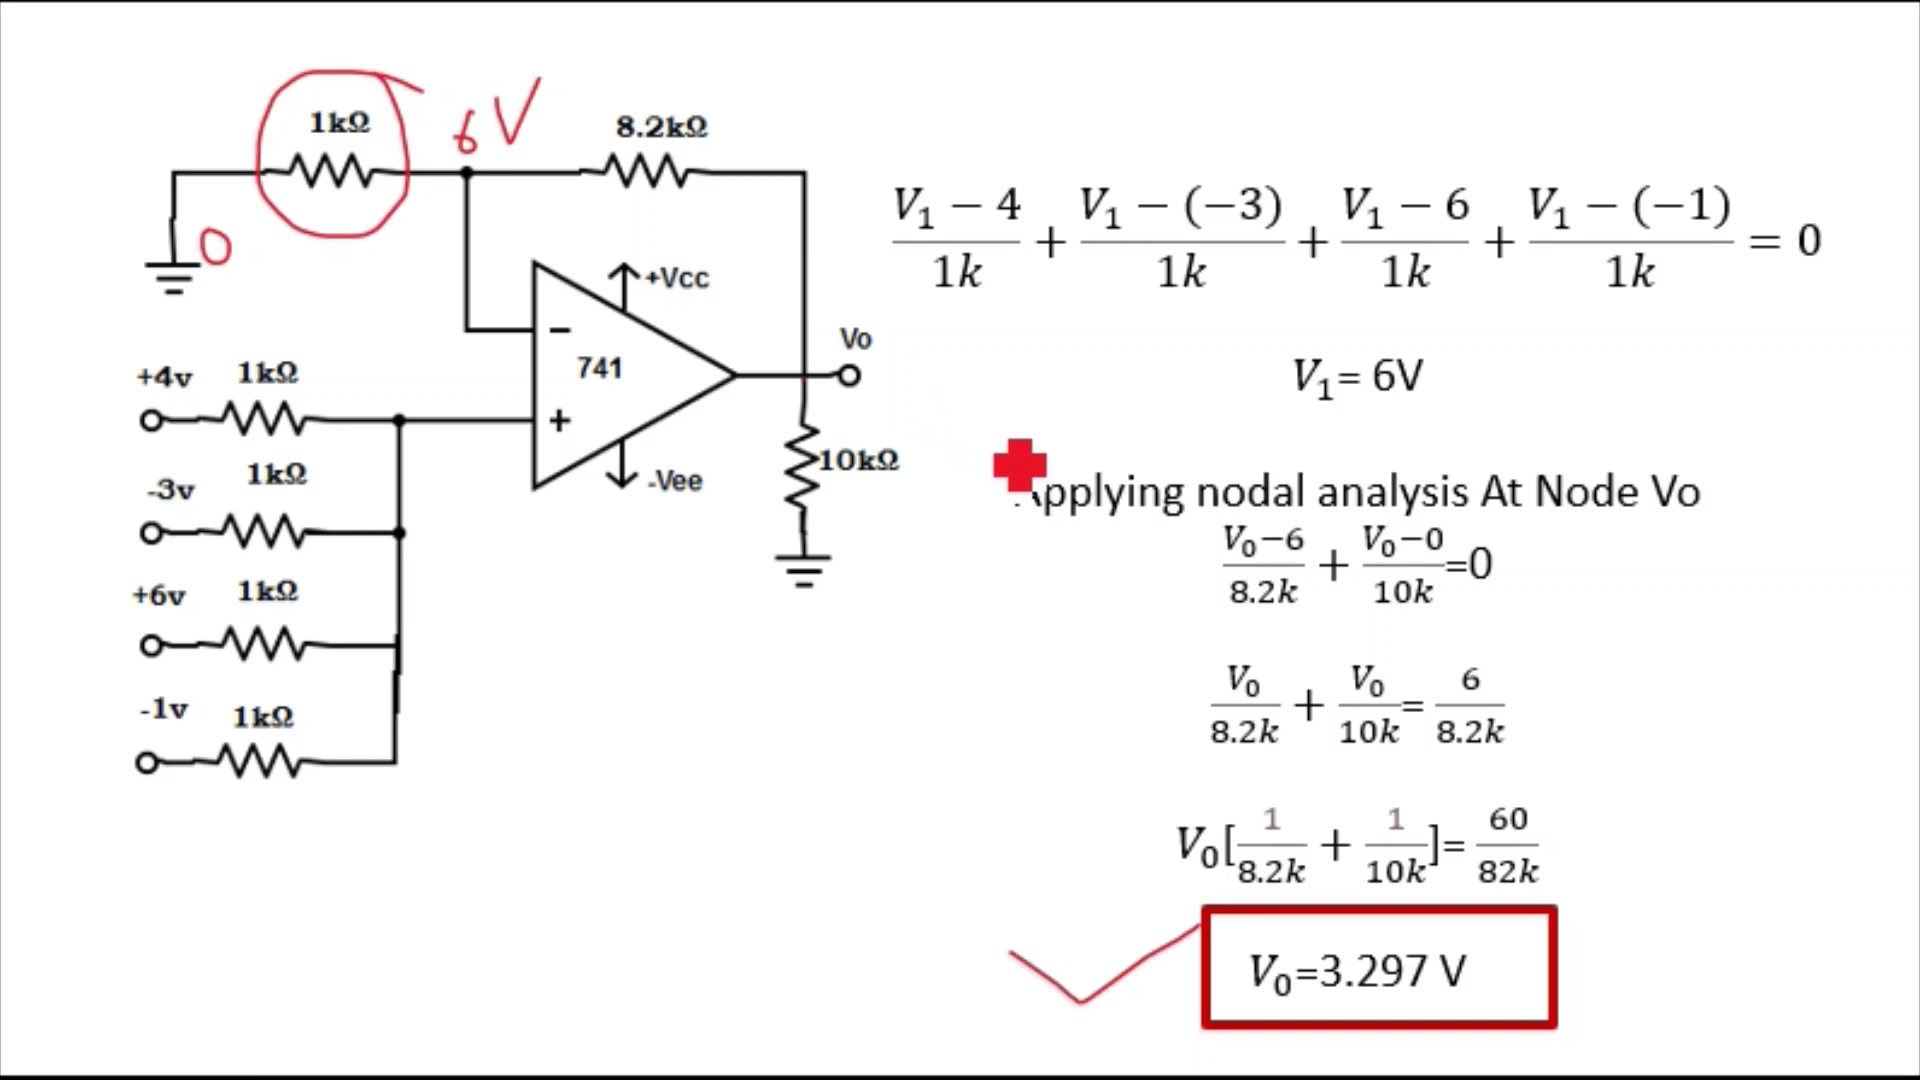 1kΩ
6V
8.2kΩ
0
+Vcc
−
741
Vo
+4v 1kΩ
+
-3v 1kΩ
-Vee
10kΩ
+6v 1kΩ
-1v 1kΩ
(V₁ − 4)/1k + (V₁ − (−3))/1k + (V₁ − 6)/1k + (V₁ − (−1))/1k = 0
V₁= 6V
pplying nodal analysis At Node Vo
(V₀−6)/8.2k + (V₀−0)/10k =0
V₀/8.2k + V₀/10k = 6/8.2k
V₀[1/8.2k + 1/10k]= 60/82k
V₀=3.297 V